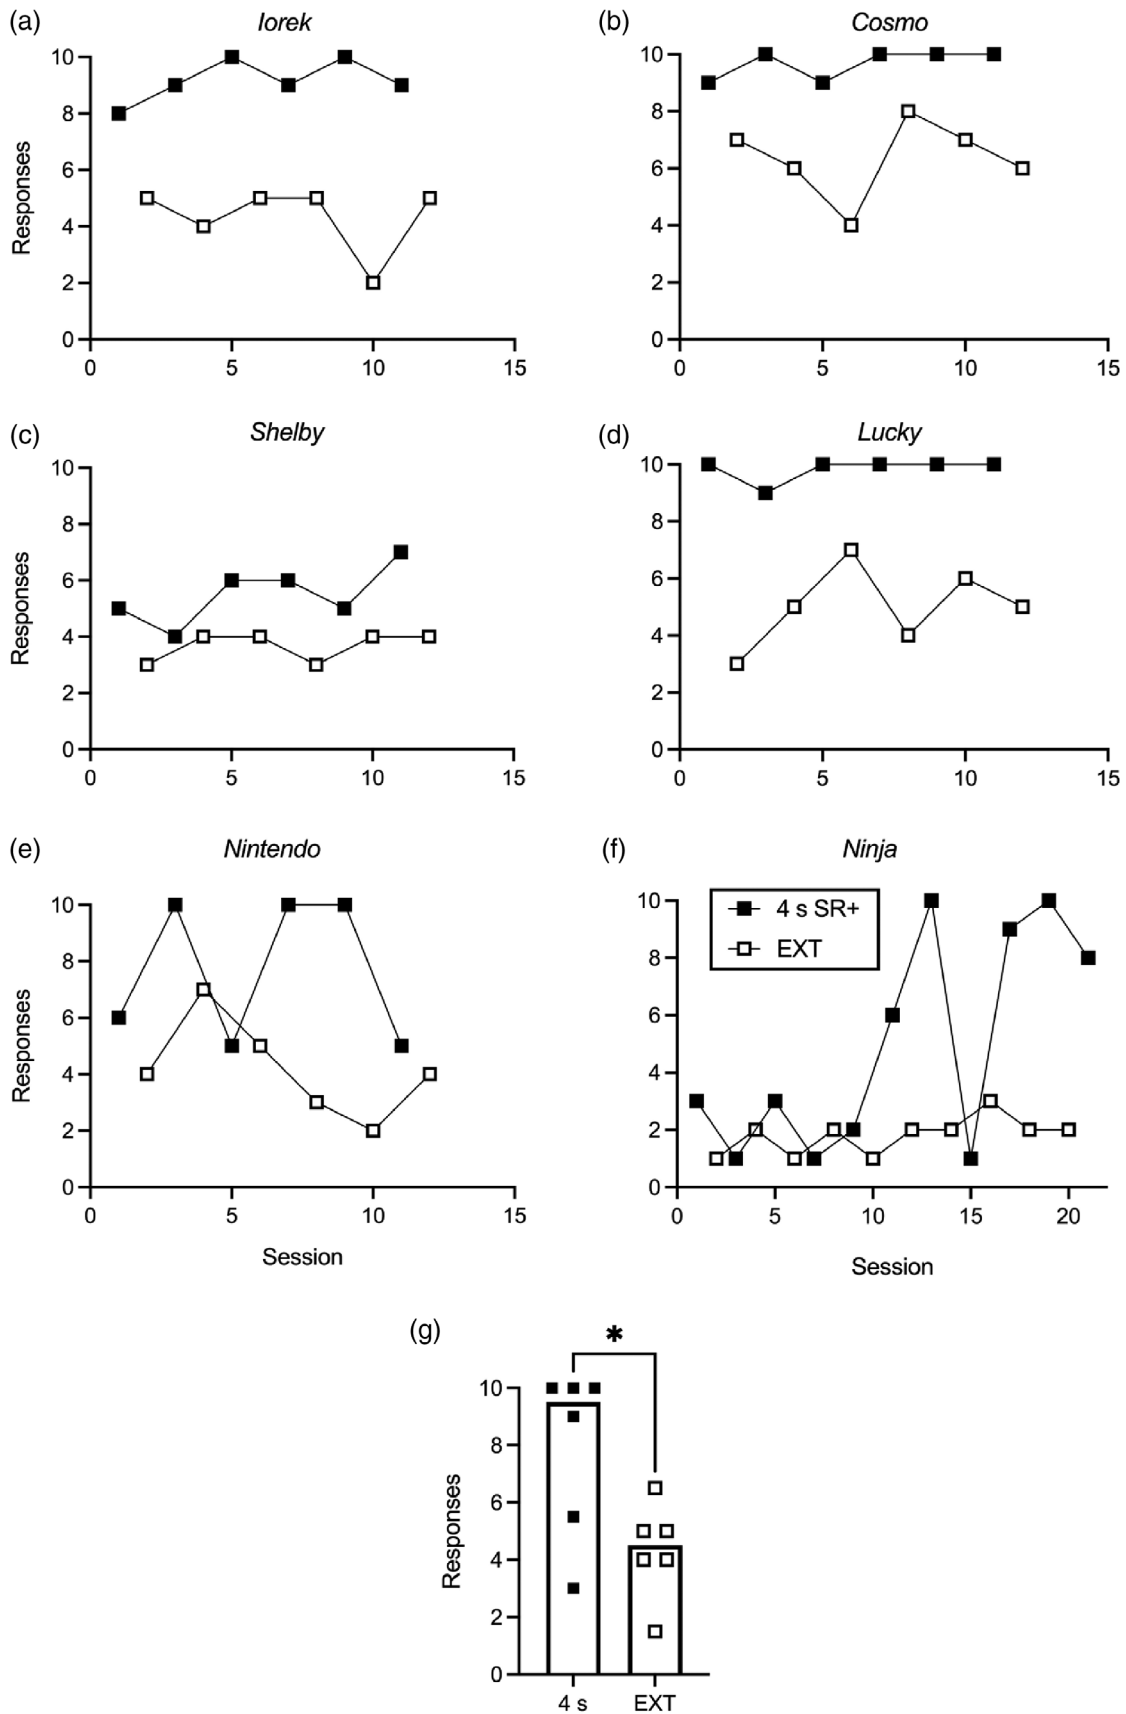 (a) Iorek
10
8
6
4
2
0
Responses
0 5 10 15
(b) Cosmo
10
8
6
4
2
0
0 5 10 15
(c) Shelby
10
8
6
4
2
0
Responses
0 5 10 15
(d) Lucky
10
8
6
4
2
0
0 5 10 15
(e) Nintendo
10
8
6
4
2
0
Responses
0 5 10 15
Session
(f) Ninja
10
8
6
4
2
0
4 s SR+
EXT
0 5 10 15 20
Session
(g)
*
10
8
6
4
2
0
Responses
4 s EXT